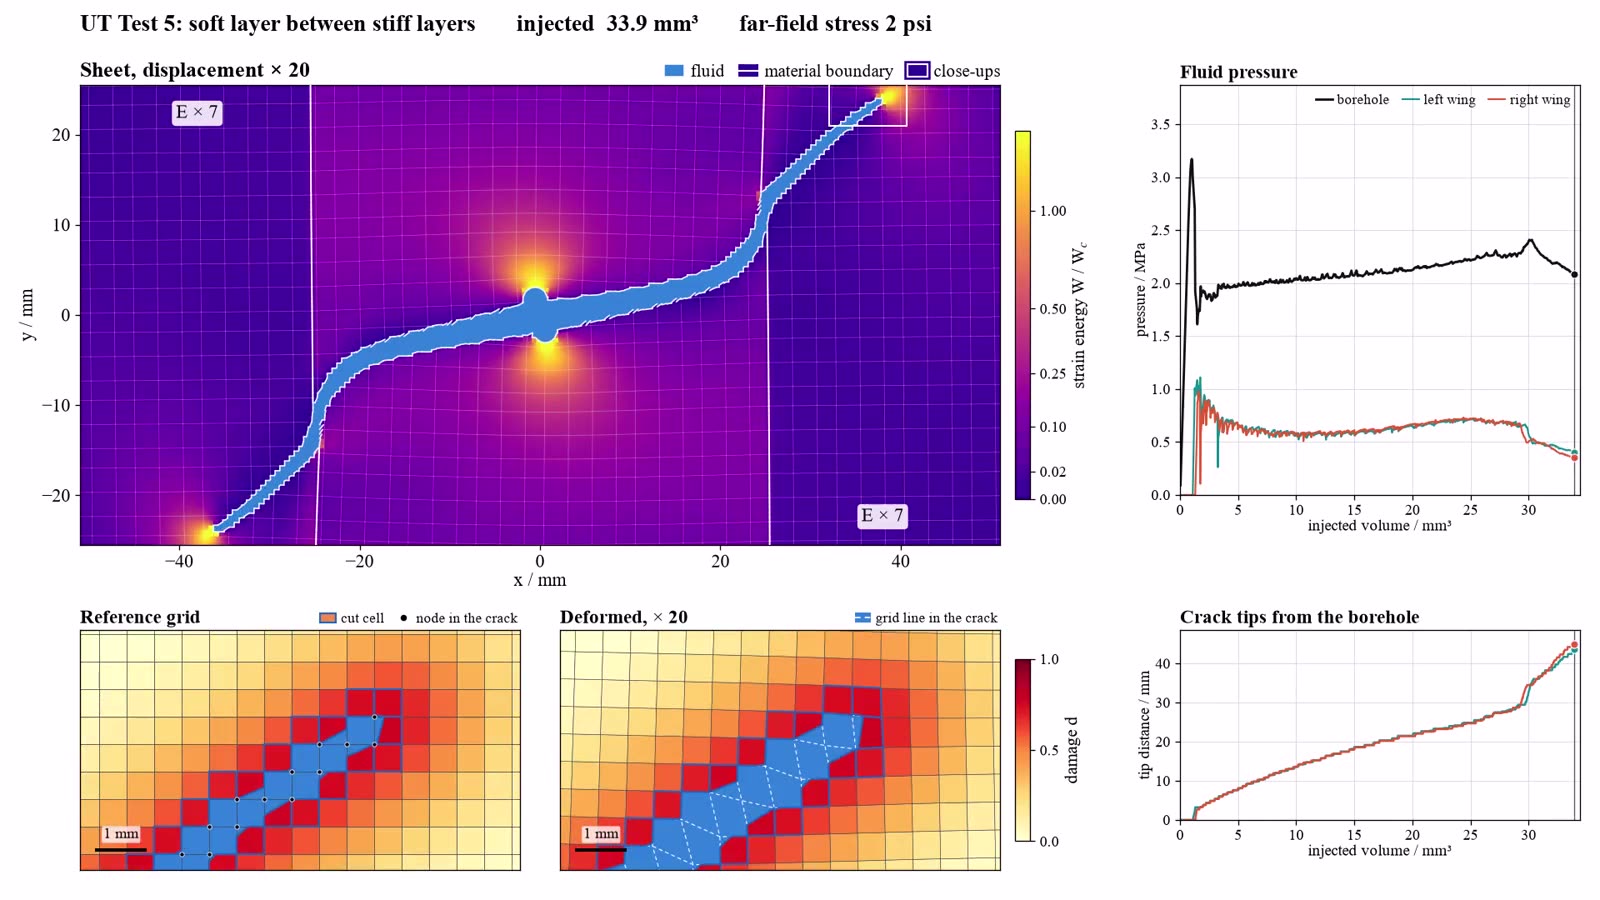 UT Test 5: soft layer between stiff layers injected 33.9 mm³ far-field stress 2 psi
Sheet, displacement × 20
fluid material boundary close-ups
E × 7
E × 7
20
10
0
−10
−20
y / mm
−40 −20 0 20 40
x / mm
1.00
0.50
0.25
0.10
0.02
0.00
strain energy W / Wc
Fluid pressure
borehole left wing right wing
3.5
3.0
2.5
2.0
1.5
1.0
0.5
0.0
pressure / MPa
0 5 10 15 20 25 30
injected volume / mm³
Reference grid
cut cell node in the crack
1 mm
Deformed, × 20
grid line in the crack
1 mm
1.0
0.5
0.0
damage d
Crack tips from the borehole
40
30
20
10
0
tip distance / mm
0 5 10 15 20 25 30
injected volume / mm³